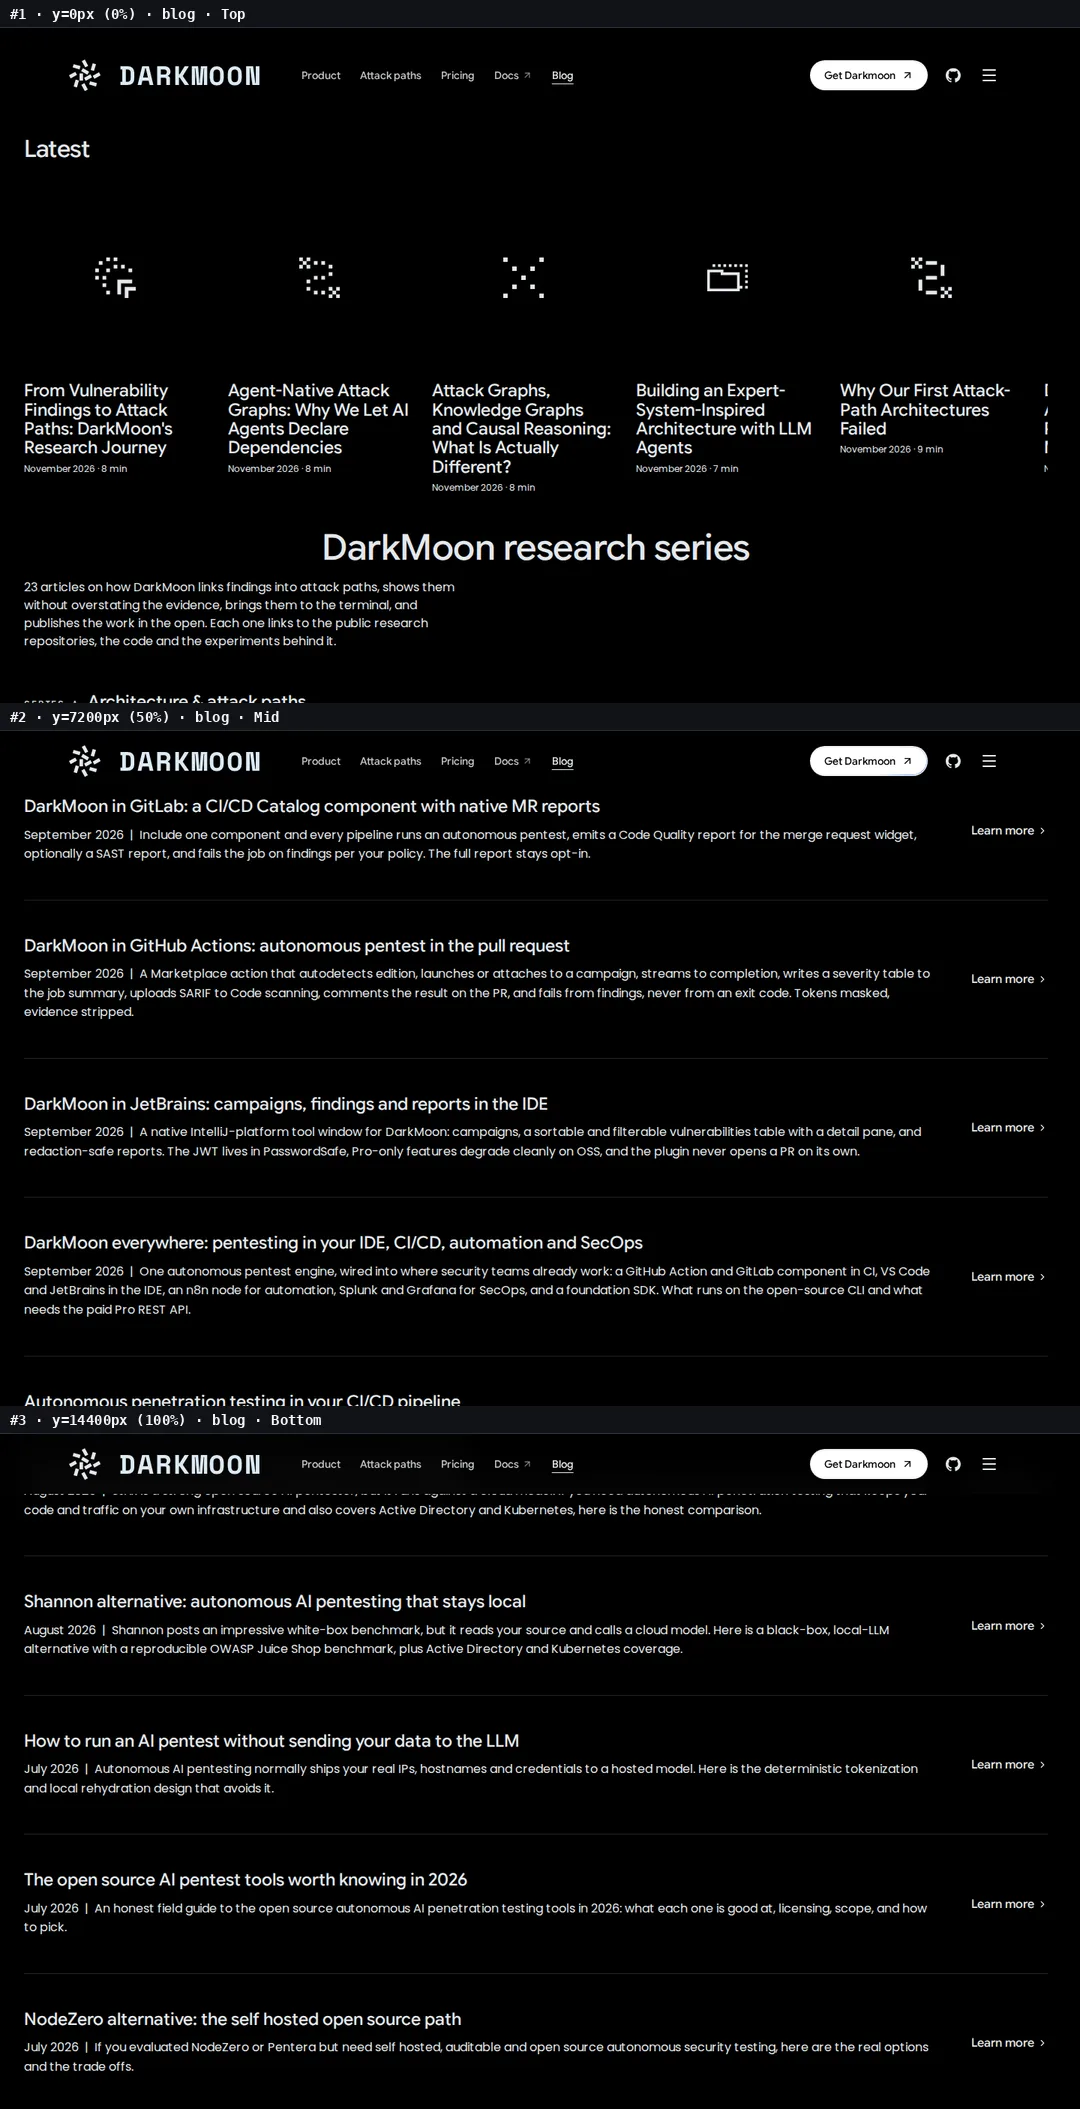 #1 · y=0px (0%) · blog · Top
DARKMOON
Product
Attack paths
Pricing
Docs
Blog
Get Darkmoon
Latest
From Vulnerability
Findings to Attack
Paths: DarkMoon's
Research Journey
November 2026 · 8 min
Agent-Native Attack
Graphs: Why We Let AI
Agents Declare
Dependencies
November 2026 · 8 min
Attack Graphs,
Knowledge Graphs
and Causal Reasoning:
What Is Actually
Different?
November 2026 · 8 min
Building an Expert-
System-Inspired
Architecture with LLM
Agents
November 2026 · 7 min
Why Our First Attack-
Path Architectures
Failed
November 2026 · 9 min
DarkMoon research series
23 articles on how DarkMoon links findings into attack paths, shows them
without overstating the evidence, brings them to the terminal, and
publishes the work in the open. Each one links to the public research
repositories, the code and the experiments behind it.
Architecture & attack paths
#2 · y=7200px (50%) · blog · Mid
DARKMOON
Product
Attack paths
Pricing
Docs
Blog
Get Darkmoon
DarkMoon in GitLab: a CI/CD Catalog component with native MR reports
September 2026 | Include one component and every pipeline runs an autonomous pentest, emits a Code Quality report for the merge request widget,
optionally a SAST report, and fails the job on findings per your policy. The full report stays opt-in.
Learn more
DarkMoon in GitHub Actions: autonomous pentest in the pull request
September 2026 | A Marketplace action that autodetects edition, launches or attaches to a campaign, streams to completion, writes a severity table to
the job summary, uploads SARIF to Code scanning, comments the result on the PR, and fails from findings, never from an exit code. Tokens masked,
evidence stripped.
Learn more
DarkMoon in JetBrains: campaigns, findings and reports in the IDE
September 2026 | A native IntelliJ-platform tool window for DarkMoon: campaigns, a sortable and filterable vulnerabilities table with a detail pane, and
redaction-safe reports. The JWT lives in PasswordSafe, Pro-only features degrade cleanly on OSS, and the plugin never opens a PR on its own.
Learn more
DarkMoon everywhere: pentesting in your IDE, CI/CD, automation and SecOps
September 2026 | One autonomous pentest engine, wired into where security teams already work: a GitHub Action and GitLab component in CI, VS Code
and JetBrains in the IDE, an n8n node for automation, Splunk and Grafana for SecOps, and a foundation SDK. What runs on the open-source CLI and what
needs the paid Pro REST API.
Learn more
Autonomous penetration testing in your CI/CD pipeline
#3 · y=14400px (100%) · blog · Bottom
DARKMOON
Product
Attack paths
Pricing
Docs
Blog
Get Darkmoon
code and traffic on your own infrastructure and also covers Active Directory and Kubernetes, here is the honest comparison.
Shannon alternative: autonomous AI pentesting that stays local
August 2026 | Shannon posts an impressive white-box benchmark, but it reads your source and calls a cloud model. Here is a black-box, local-LLM
alternative with a reproducible OWASP Juice Shop benchmark, plus Active Directory and Kubernetes coverage.
Learn more
How to run an AI pentest without sending your data to the LLM
July 2026 | Autonomous AI pentesting normally ships your real IPs, hostnames and credentials to a hosted model. Here is the deterministic tokenization
and local rehydration design that avoids it.
Learn more
The open source AI pentest tools worth knowing in 2026
July 2026 | An honest field guide to the open source autonomous AI penetration testing tools in 2026: what each one is good at, licensing, scope, and how
to pick.
Learn more
NodeZero alternative: the self hosted open source path
July 2026 | If you evaluated NodeZero or Pentera but need self hosted, auditable and open source autonomous security testing, here are the real options
and the trade offs.
Learn more